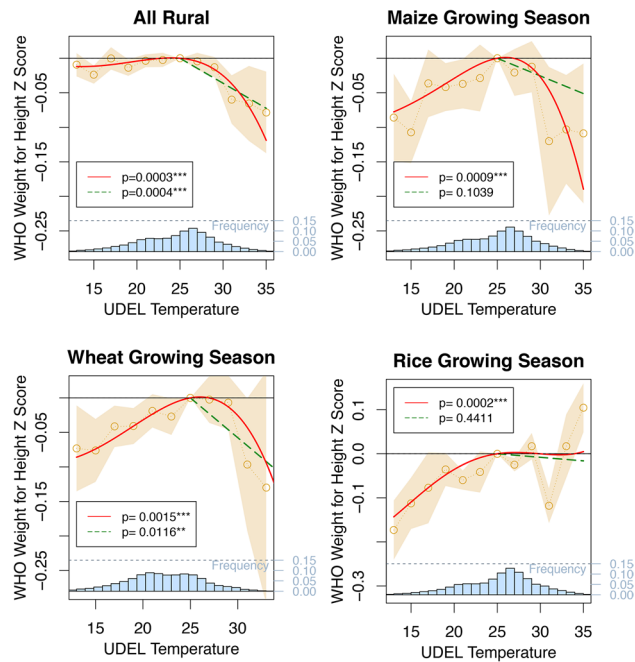 All Rural
WHO Weight for Height Z Score
−0.05
−0.15
−0.25
p=0.0003***
p=0.0004***
Frequency
0.15
0.10
0.05
0.00
15 20 25 30 35
UDEL Temperature
Maize Growing Season
WHO Weight for Height Z Score
−0.05
−0.15
−0.25
p= 0.0009***
p= 0.1039
Frequency
0.15
0.10
0.05
0.00
15 20 25 30 35
UDEL Temperature
Wheat Growing Season
WHO Weight for Height Z Score
−0.05
−0.15
−0.25
p= 0.0015***
p= 0.0116**
Frequency
0.15
0.10
0.05
0.00
15 20 25 30
UDEL Temperature
Rice Growing Season
WHO Weight for Height Z Score
0.1
0.0
−0.1
−0.3
p= 0.0002***
p= 0.4411
Frequency
0.15
0.10
0.05
0.00
15 20 25 30 35
UDEL Temperature